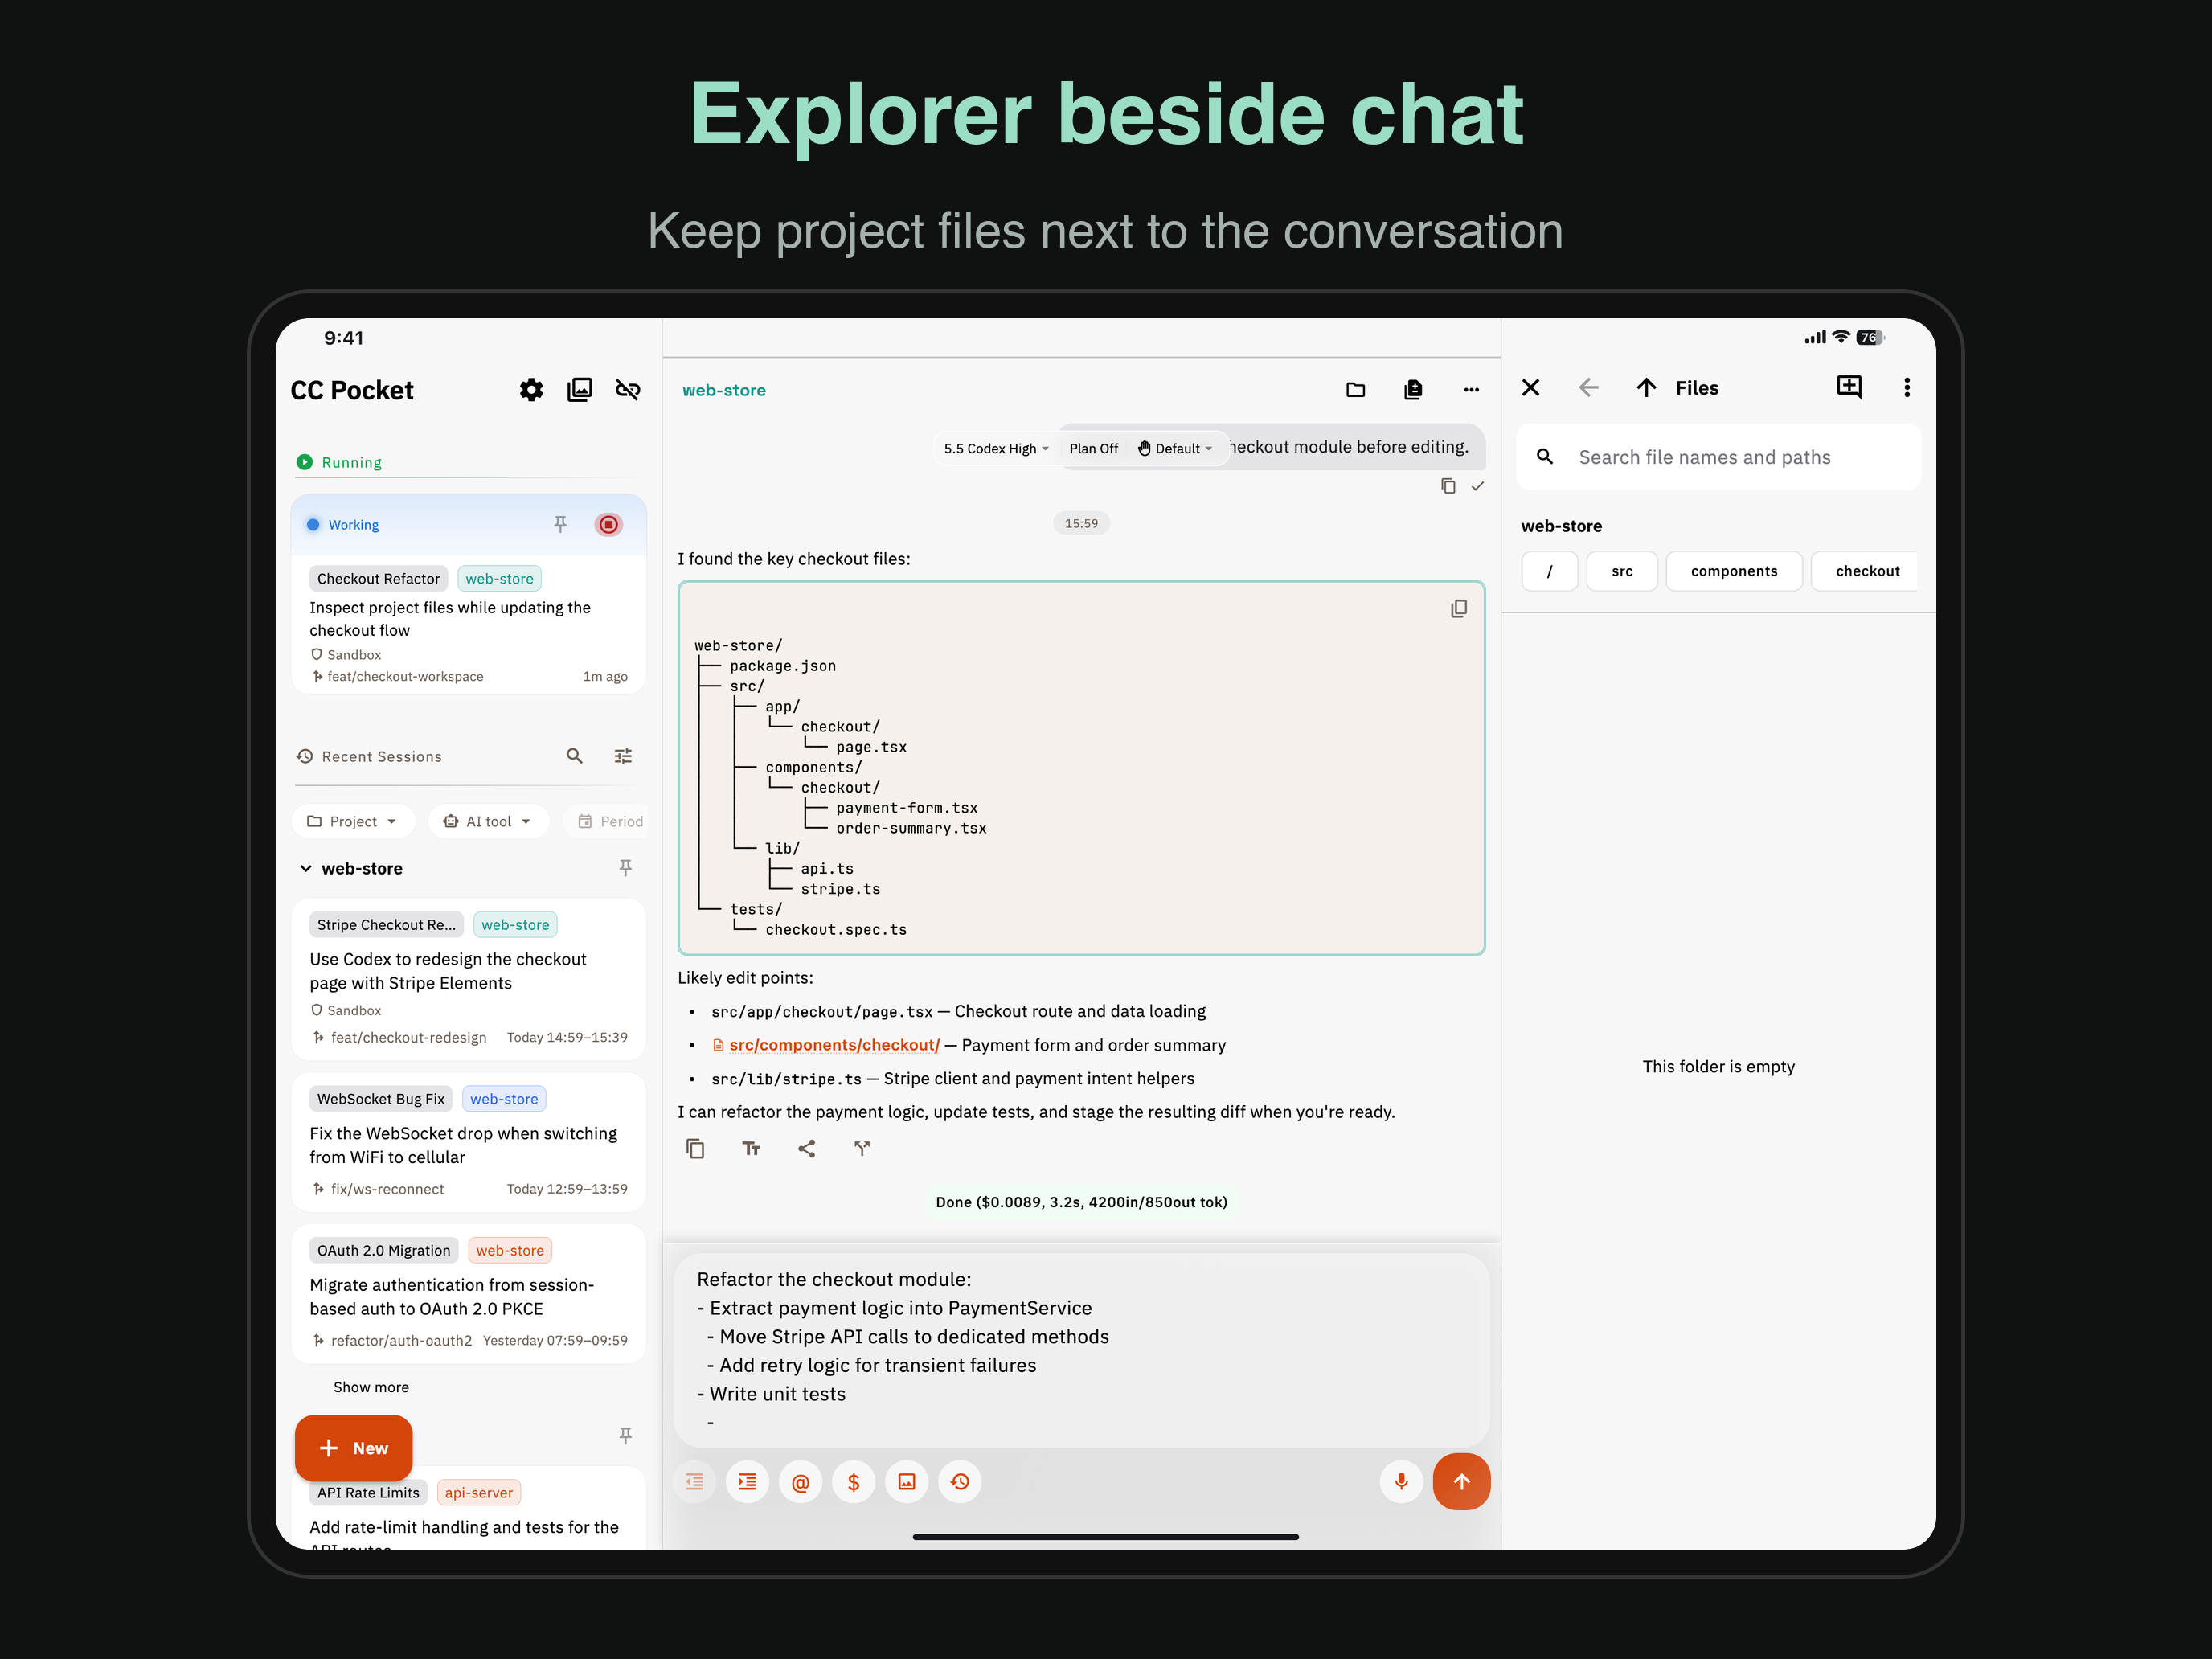 Explorer beside chat
Keep project files next to the conversation
9:41
76
CC Pocket
Running
Working
Checkout Refactor
web-store
Inspect project files while updating the
checkout flow
Sandbox
feat/checkout-workspace
1m ago
Recent Sessions
Project
AI tool
Period
web-store
Stripe Checkout Re...
web-store
Use Codex to redesign the checkout
page with Stripe Elements
Sandbox
feat/checkout-redesign
Today 14:59–15:39
WebSocket Bug Fix
web-store
Fix the WebSocket drop when switching
from WiFi to cellular
fix/ws-reconnect
Today 12:59–13:59
OAuth 2.0 Migration
web-store
Migrate authentication from session-
based auth to OAuth 2.0 PKCE
refactor/auth-oauth2
Yesterday 07:59–09:59
Show more
+ New
API Rate Limits
api-server
Add rate-limit handling and tests for the
API routes
web-store
5.5 Codex High
Plan Off
Default
heckout module before editing.
15:59
I found the key checkout files:
web-store/
├── package.json
├── src/
│   ├── app/
│   │   └── checkout/
│   │       └── page.tsx
│   ├── components/
│   │   └── checkout/
│   │       ├── payment-form.tsx
│   │       └── order-summary.tsx
│   └── lib/
│       ├── api.ts
│       └── stripe.ts
└── tests/
    └── checkout.spec.ts
Likely edit points:
• src/app/checkout/page.tsx — Checkout route and data loading
• src/components/checkout/ — Payment form and order summary
• src/lib/stripe.ts — Stripe client and payment intent helpers
I can refactor the payment logic, update tests, and stage the resulting diff when you're ready.
Done ($0.0089, 3.2s, 4200in/850out tok)
Refactor the checkout module:
- Extract payment logic into PaymentService
  - Move Stripe API calls to dedicated methods
  - Add retry logic for transient failures
- Write unit tests
  -
@
$
Files
Search file names and paths
web-store
/
src
components
checkout
This folder is empty